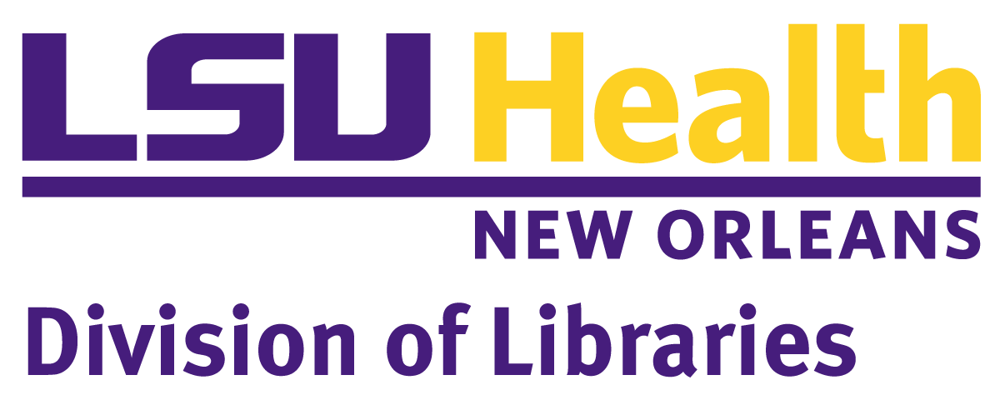 LSU Health
NEW ORLEANS
Division of Libraries